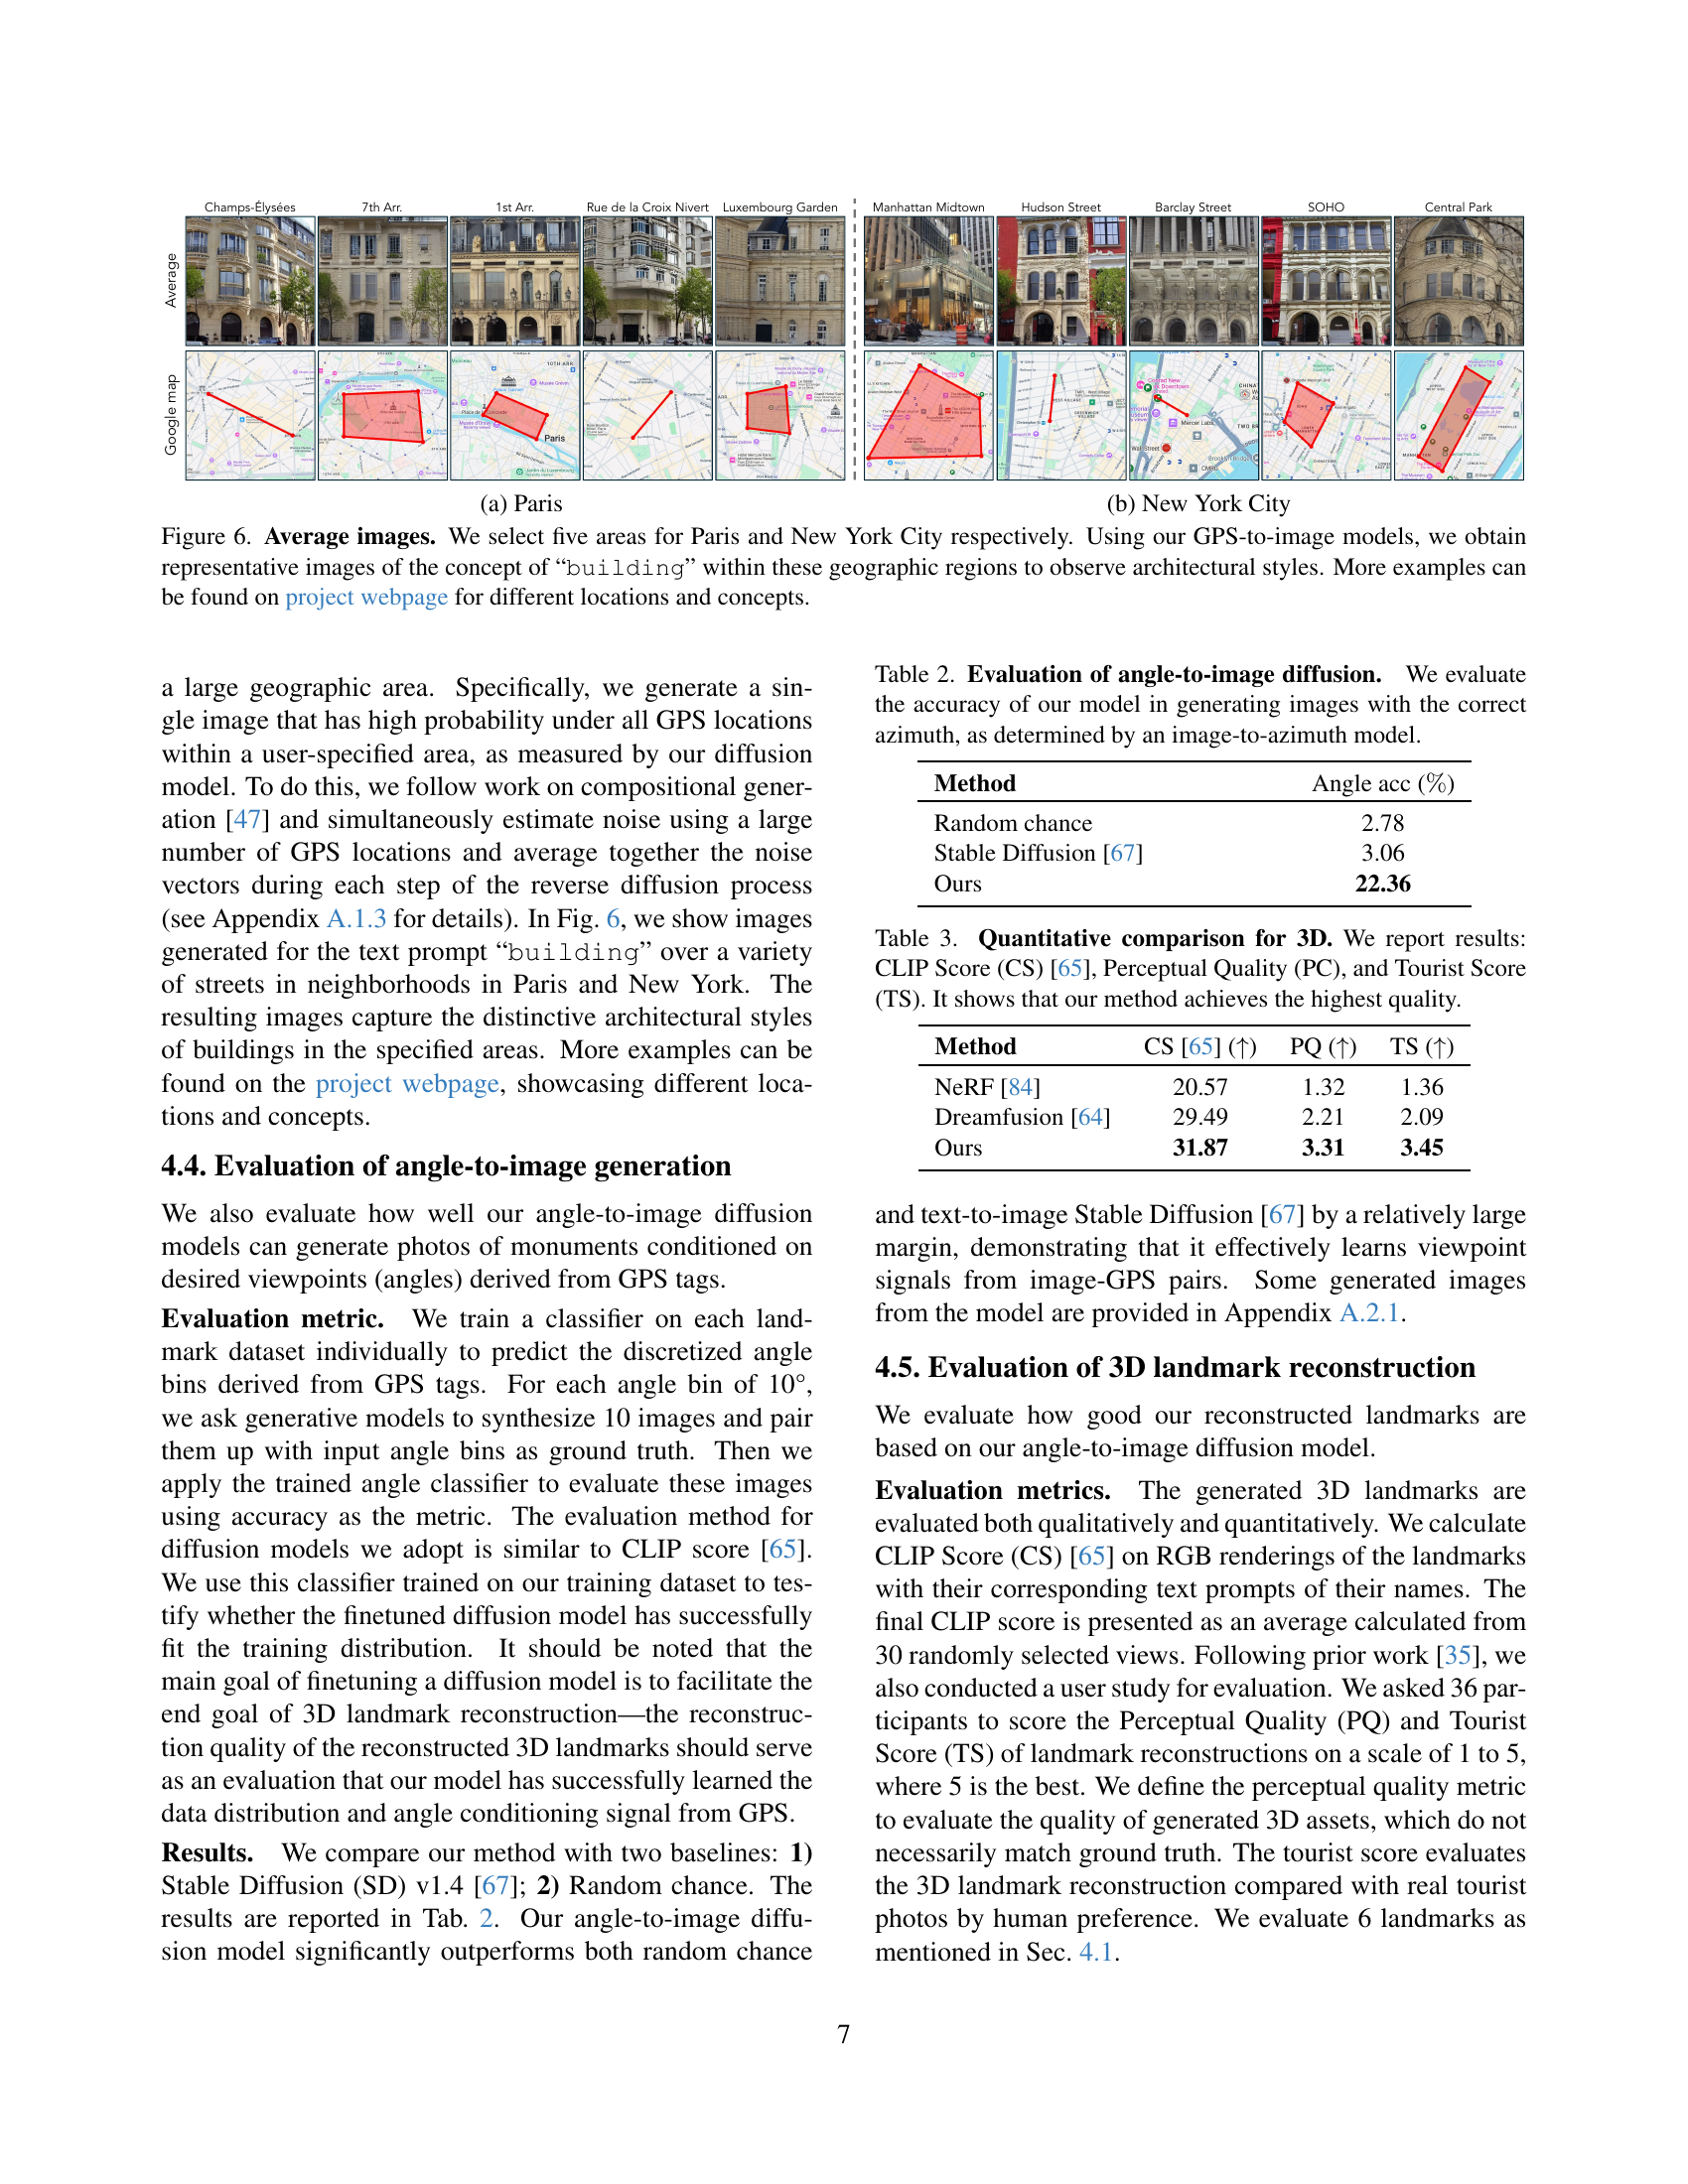 Champs-Élysées 7th Arr. 1st Arr. Rue de la Croix Nivert Luxembourg Garden Manhattan Midtown Hudson Street Barclay Street SOHO Central Park
Average
Google map
Paris
(a) Paris (b) New York City
Figure 6. Average images. We select five areas for Paris and New York City respectively. Using our GPS-to-image models, we obtain
representative images of the concept of “building” within these geographic regions to observe architectural styles. More examples can
be found on project webpage for different locations and concepts.
a large geographic area. Specifically, we generate a sin-
gle image that has high probability under all GPS locations
within a user-specified area, as measured by our diffusion
model. To do this, we follow work on compositional gener-
ation [47] and simultaneously estimate noise using a large
number of GPS locations and average together the noise
vectors during each step of the reverse diffusion process
(see Appendix A.1.3 for details). In Fig. 6, we show images
generated for the text prompt “building” over a variety
of streets in neighborhoods in Paris and New York. The
resulting images capture the distinctive architectural styles
of buildings in the specified areas. More examples can be
found on the project webpage, showcasing different loca-
tions and concepts.
4.4. Evaluation of angle-to-image generation
We also evaluate how well our angle-to-image diffusion
models can generate photos of monuments conditioned on
desired viewpoints (angles) derived from GPS tags.
Evaluation metric. We train a classifier on each land-
mark dataset individually to predict the discretized angle
bins derived from GPS tags. For each angle bin of 10°,
we ask generative models to synthesize 10 images and pair
them up with input angle bins as ground truth. Then we
apply the trained angle classifier to evaluate these images
using accuracy as the metric. The evaluation method for
diffusion models we adopt is similar to CLIP score [65].
We use this classifier trained on our training dataset to tes-
tify whether the finetuned diffusion model has successfully
fit the training distribution. It should be noted that the
main goal of finetuning a diffusion model is to facilitate the
end goal of 3D landmark reconstruction—the reconstruc-
tion quality of the reconstructed 3D landmarks should serve
as an evaluation that our model has successfully learned the
data distribution and angle conditioning signal from GPS.
Results. We compare our method with two baselines: 1)
Stable Diffusion (SD) v1.4 [67]; 2) Random chance. The
results are reported in Tab. 2. Our angle-to-image diffu-
sion model significantly outperforms both random chance
Table 2. Evaluation of angle-to-image diffusion. We evaluate
the accuracy of our model in generating images with the correct
azimuth, as determined by an image-to-azimuth model.
Method Angle acc (%)
Random chance 2.78
Stable Diffusion [67] 3.06
Ours 22.36
Table 3. Quantitative comparison for 3D. We report results:
CLIP Score (CS) [65], Perceptual Quality (PC), and Tourist Score
(TS). It shows that our method achieves the highest quality.
Method CS [65] (↑) PQ (↑) TS (↑)
NeRF [84] 20.57 1.32 1.36
Dreamfusion [64] 29.49 2.21 2.09
Ours 31.87 3.31 3.45
and text-to-image Stable Diffusion [67] by a relatively large
margin, demonstrating that it effectively learns viewpoint
signals from image-GPS pairs. Some generated images
from the model are provided in Appendix A.2.1.
4.5. Evaluation of 3D landmark reconstruction
We evaluate how good our reconstructed landmarks are
based on our angle-to-image diffusion model.
Evaluation metrics. The generated 3D landmarks are
evaluated both qualitatively and quantitatively. We calculate
CLIP Score (CS) [65] on RGB renderings of the landmarks
with their corresponding text prompts of their names. The
final CLIP score is presented as an average calculated from
30 randomly selected views. Following prior work [35], we
also conducted a user study for evaluation. We asked 36 par-
ticipants to score the Perceptual Quality (PQ) and Tourist
Score (TS) of landmark reconstructions on a scale of 1 to 5,
where 5 is the best. We define the perceptual quality metric
to evaluate the quality of generated 3D assets, which do not
necessarily match ground truth. The tourist score evaluates
the 3D landmark reconstruction compared with real tourist
photos by human preference. We evaluate 6 landmarks as
mentioned in Sec. 4.1.
7